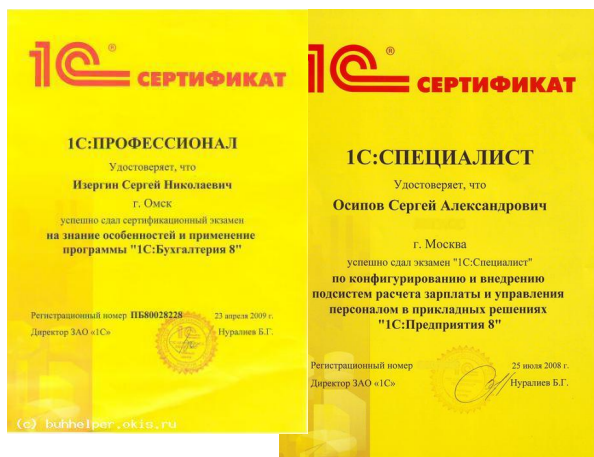 1С®
СЕРТИФИКАТ
1С:ПРОФЕССИОНАЛ
Удостоверяет, что
Изергин Сергей Николаевич
г. Омск
успешно сдал сертификационный экзамен
на знание особенностей и применение
программы "1С:Бухгалтерия 8"
Регистрационный номер ПБ80028228
23 апреля 2009 г.
Директор ЗАО «1С»
Нуралиев Б.Г.
(c) buhhelper.okis.ru
1С®
СЕРТИФИКАТ
1С:СПЕЦИАЛИСТ
Удостоверяет, что
Осипов Сергей Александрович
г. Москва
успешно сдал экзамен "1С:Специалист"
по конфигурированию и внедрению
подсистем расчета зарплаты и управления
персоналом в прикладных решениях
"1С:Предприятия 8"
Регистрационный номер
25 июля 2008 г.
Директор ЗАО «1С»
Нуралиев Б.Г.